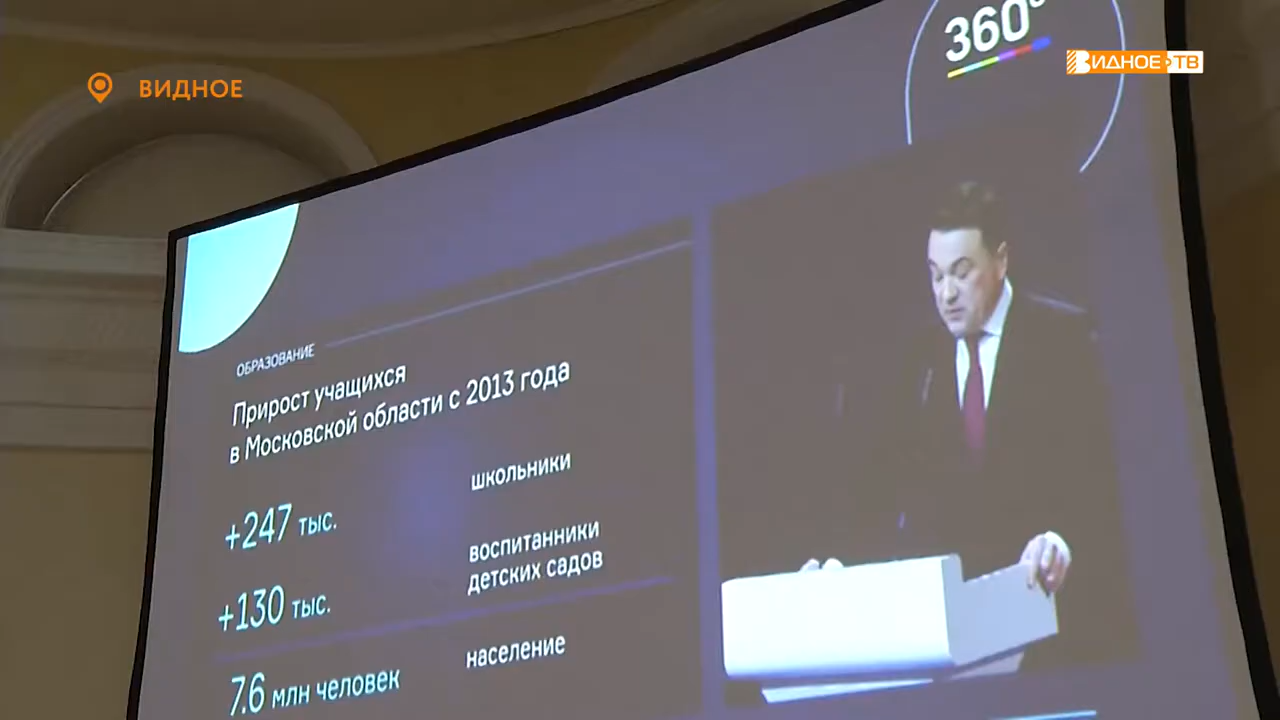 360°
ВИДНОЕ
ВИДНОЕ ТВ
ОБРАЗОВАНИЕ
Прирост учащихся
в Московской области с 2013 года
+247 тыс.
школьники
+130 тыс.
воспитанники
детских садов
7.6 млн человек
население